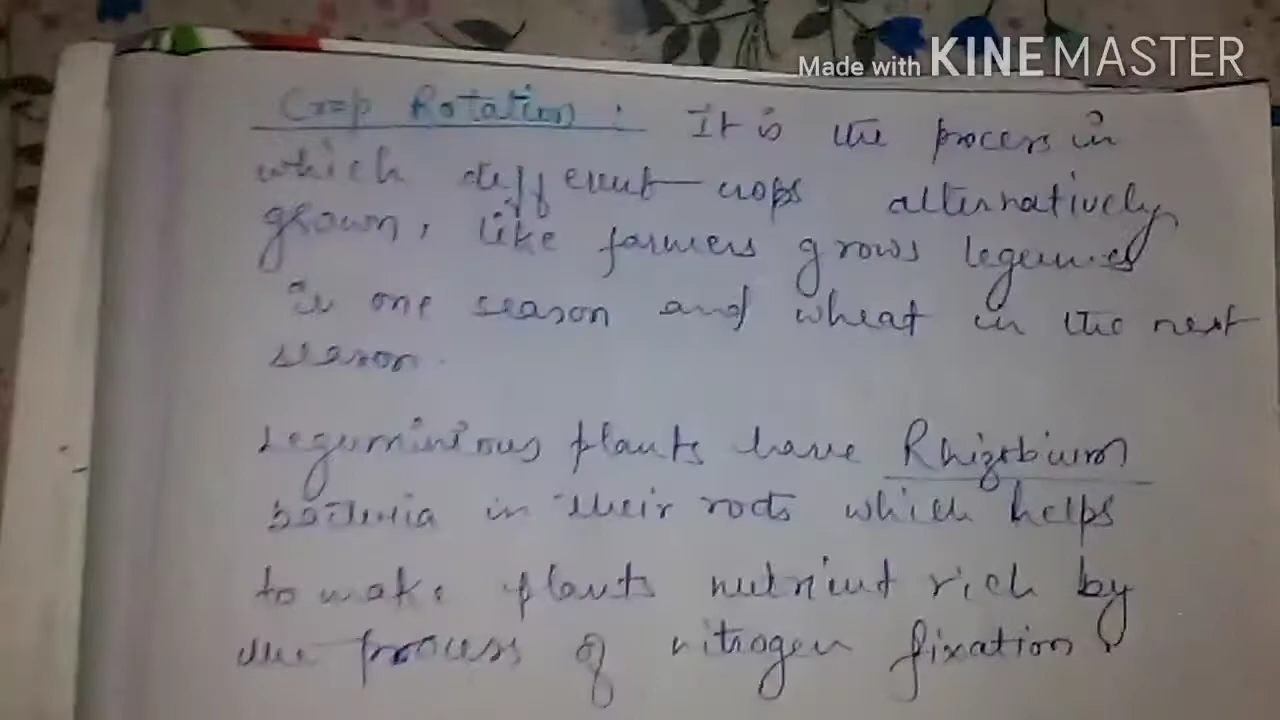 Made with KINEMASTER
Crop Rotation : It is the process in
which different crops alternatively
grown, like farmers grows legumes
in one season and wheat in the next
season.
Leguminious plants have Rhizobium
bacteria in their roots which helps
to make plants nutrient rich by
the process of nitrogen fixation.